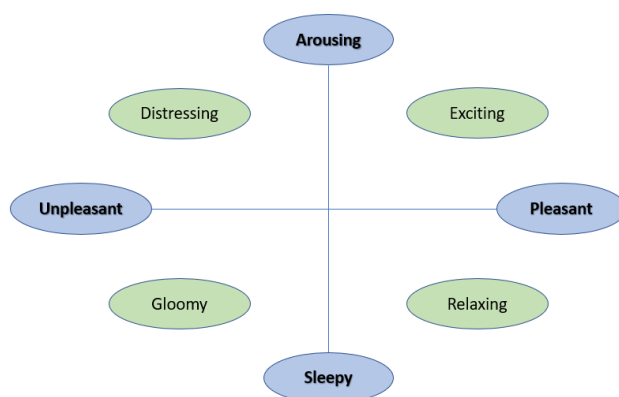 Arousing
Distressing
Exciting
Unpleasant
Pleasant
Gloomy
Relaxing
Sleepy